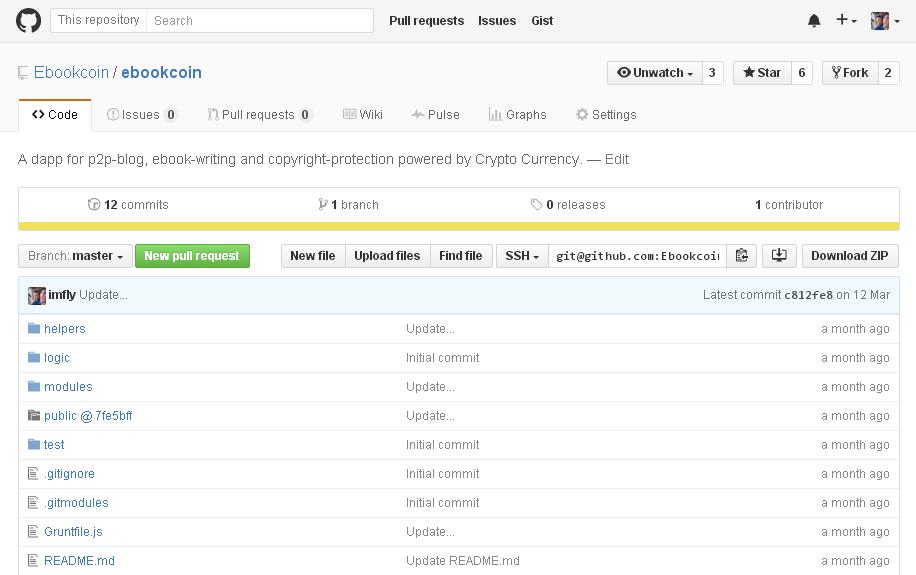 This repository Search Pull requests Issues Gist
Ebookcoin / ebookcoin Unwatch 3 Star 6 Fork 2
Code Issues 0 Pull requests 0 Wiki Pulse Graphs Settings
A dapp for p2p-blog, ebook-writing and copyright-protection powered by Crypto Currency. — Edit
12 commits 1 branch 0 releases 1 contributor
Branch: master New pull request New file Upload files Find file SSH git@github.com:Ebookcoin Download ZIP
imfly Update... Latest commit c812fe8 on 12 Mar
helpers Update... a month ago
logic Initial commit a month ago
modules Update... a month ago
public @ 7fe5bff Update... a month ago
test Initial commit a month ago
.gitignore Initial commit a month ago
.gitmodules Initial commit a month ago
Gruntfile.js Update... a month ago
README.md Update README.md a month ago